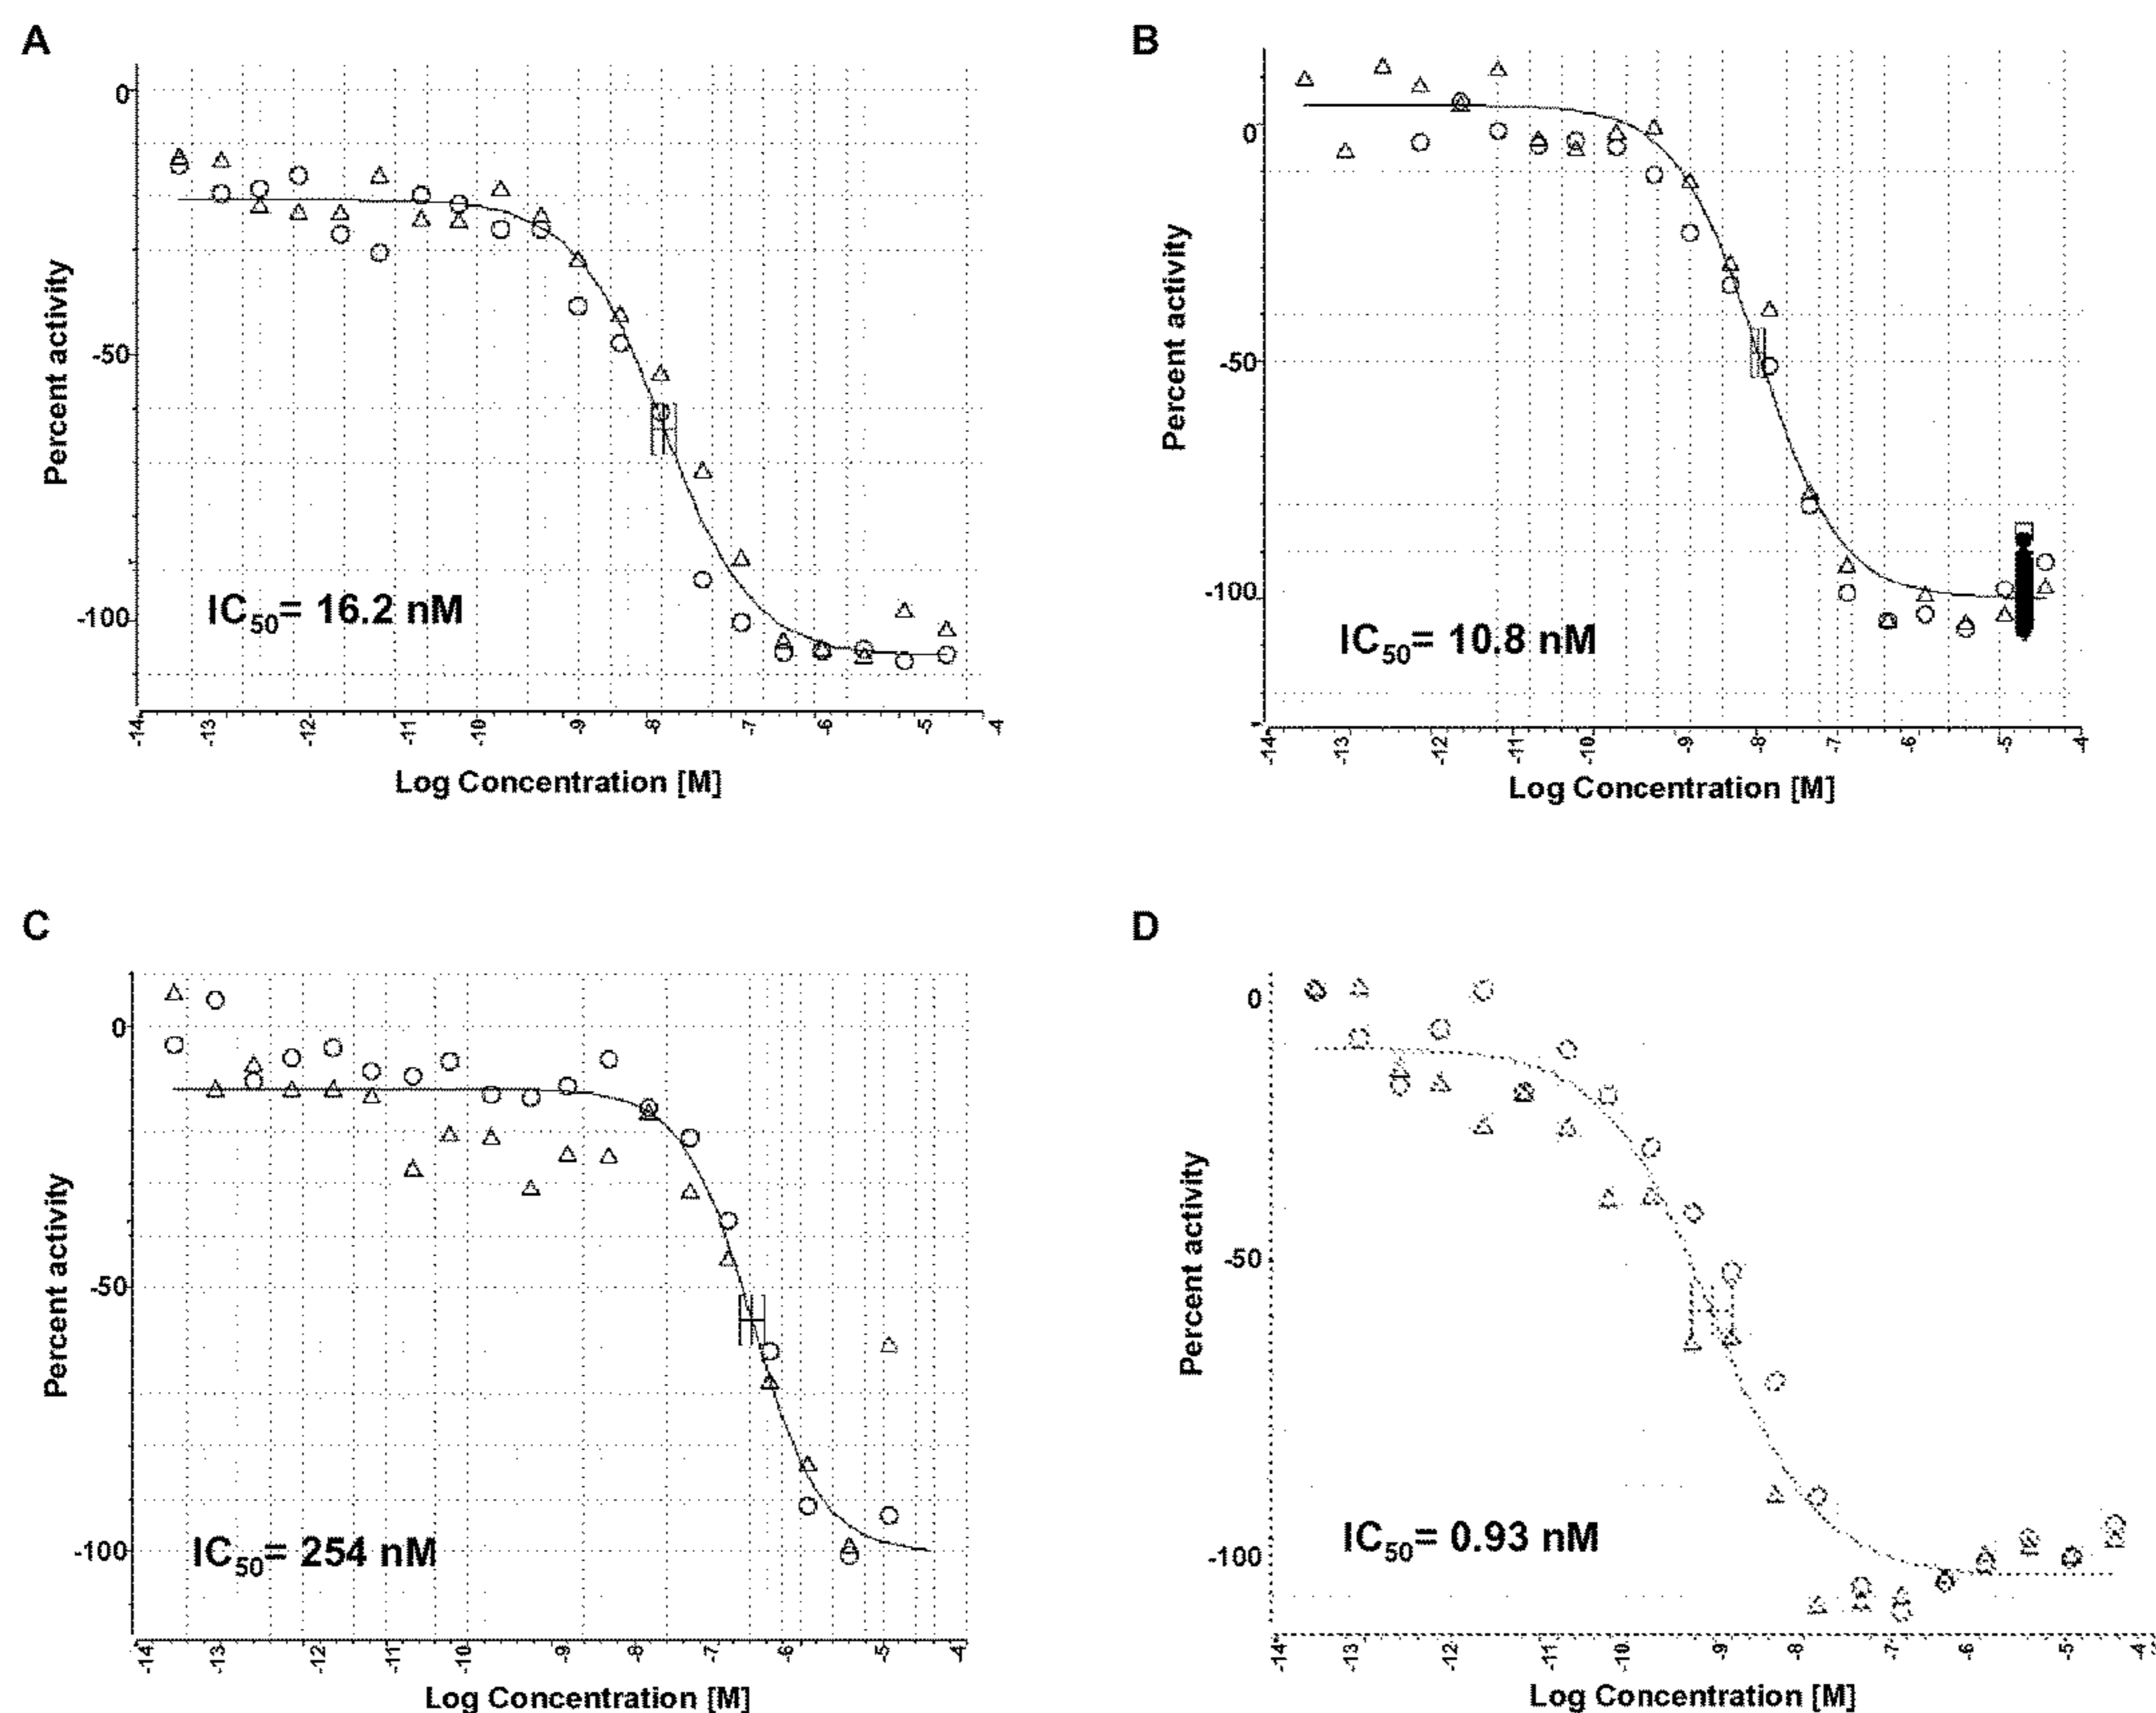 A
Percent activity
0
-50
-100
IC50= 16.2 nM
-14 -13 -12 -11 -10 -9 -8 -7 -6 -5 -4
Log Concentration [M]
B
Percent activity
0
-50
-100
IC50= 10.8 nM
-14 -13 -12 -11 -10 -9 -8 -7 -6 -5 -4
Log Concentration [M]
C
Percent activity
0
-50
-100
IC50= 254 nM
-14 -13 -12 -11 -10 -9 -8 -7 -6 -5 -4
Log Concentration [M]
D
Percent activity
0
-50
-100
IC50= 0.93 nM
-14 -13 -12 -11 -10 -9 -8 -7 -6 -5 -4
Log Concentration [M]